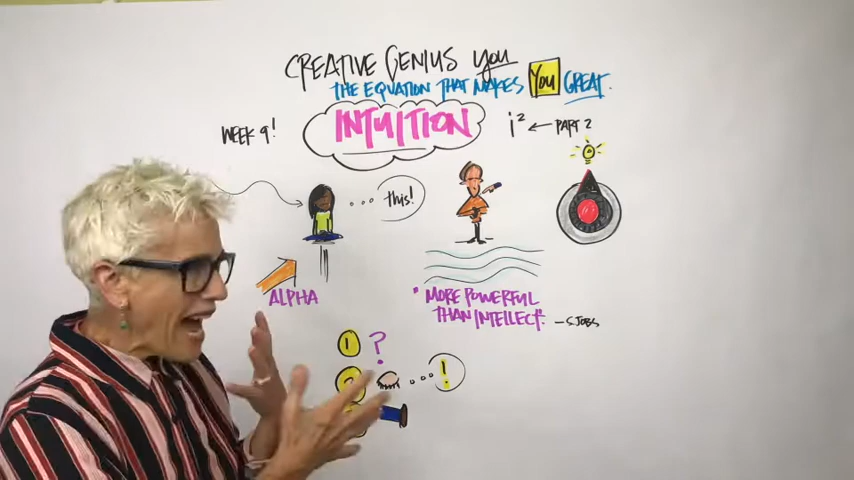 CREATIVE GENIUS YOU
THE EQUATION THAT MAKES YOU GREAT.
WEEK 9!
INTUITION
i² ← PART 2
this!
ALPHA
"MORE POWERFUL
THAN INTELLECT." -S.JOBS
1 ?
2 !